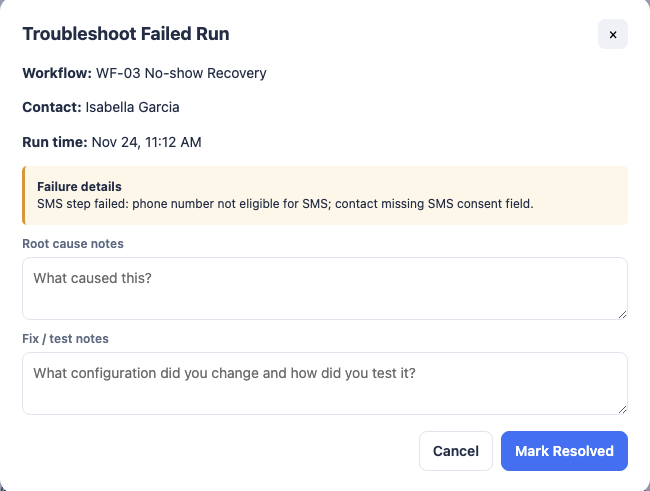 Troubleshoot Failed Run
×
Workflow: WF-03 No-show Recovery
Contact: Isabella Garcia
Run time: Nov 24, 11:12 AM
Failure details
SMS step failed: phone number not eligible for SMS; contact missing SMS consent field.
Root cause notes
What caused this?
Fix / test notes
What configuration did you change and how did you test it?
Cancel
Mark Resolved